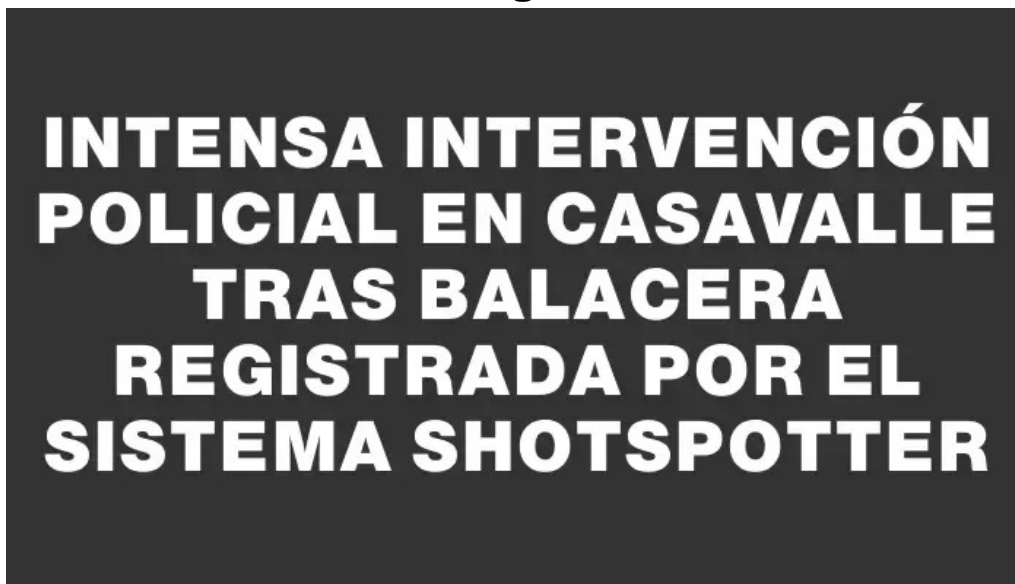 INTENSA INTERVENCIÓN
POLICIAL EN CASAVALLE
TRAS BALACERA
REGISTRADA POR EL
SISTEMA SHOTSPOTTER